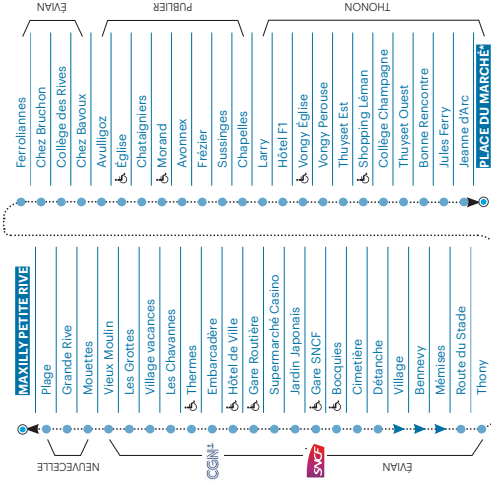 ÉVIAN
PUBLIER
THONON
Ferroliannes
Chez Bruchon
Collège des Rives
Chez Bavoux
Avulligoz
Église
Chataigniers
Morand
Avonnex
Frézier
Sussinges
Chapelles
Larry
Hôtel F1
Vongy Église
Vongy Perouse
Thuyset Est
Shopping Léman
Collège Champagne
Thuyset Ouest
Bonne Rencontre
Jules Ferry
Jeanne d'Arc
PLACE DU MARCHÉ*
MAXILLY PETITE RIVE
Plage
Grande Rive
Mouettes
Vieux Moulin
Les Grottes
Village vacances
Les Chavannes
Thermes
Embarcadère
Hôtel de Ville
Gare Routière
Supermarché Casino
Jardin Japonais
Gare SNCF
Bocquies
Cimetière
Détanche
Village
Bennevy
Mémises
Route du Stade
Thony
NEUVECELLE
CGN
SNCF
ÉVIAN